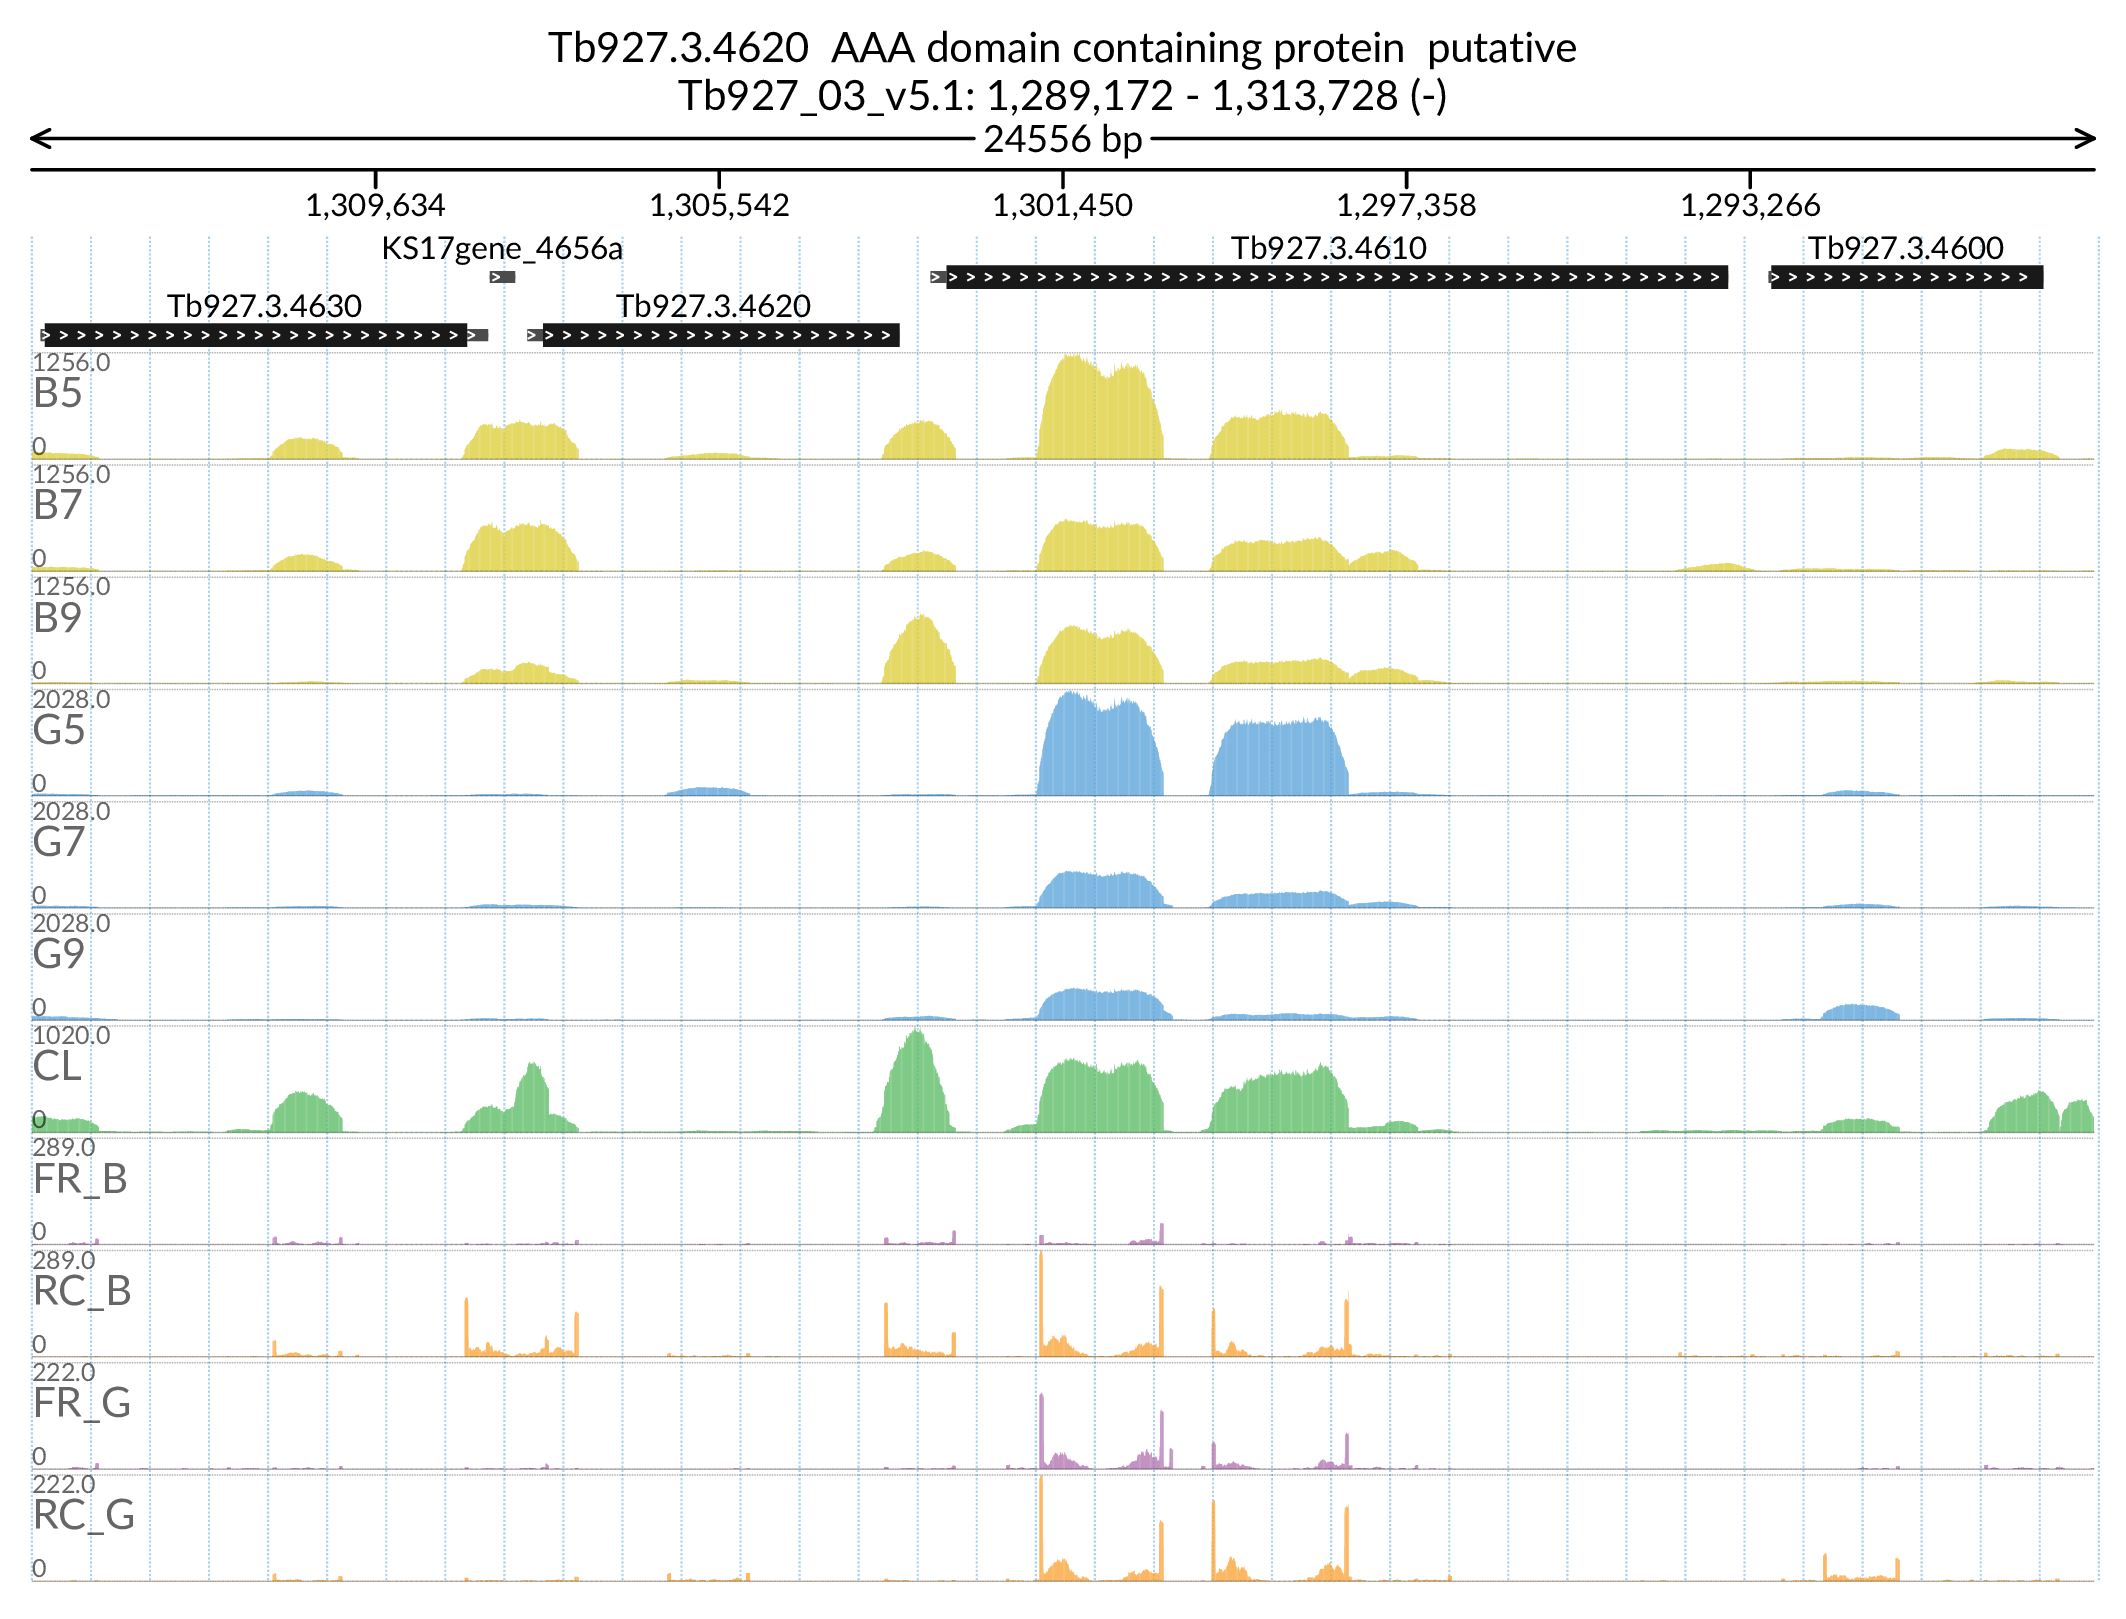 Tb927.3.4620  AAA domain containing protein  putative
Tb927_03_v5.1: 1,289,172 - 1,313,728 (-)
24556 bp
1,309,634 1,305,542 1,301,450 1,297,358 1,293,266
KS17gene_4656a Tb927.3.4610 Tb927.3.4600
Tb927.3.4630 Tb927.3.4620
1256.0
B5
0
1256.0
B7
0
1256.0
B9
0
2028.0
G5
0
2028.0
G7
0
2028.0
G9
0
1020.0
CL
0
289.0
FR_B
0
289.0
RC_B
0
222.0
FR_G
0
222.0
RC_G
0